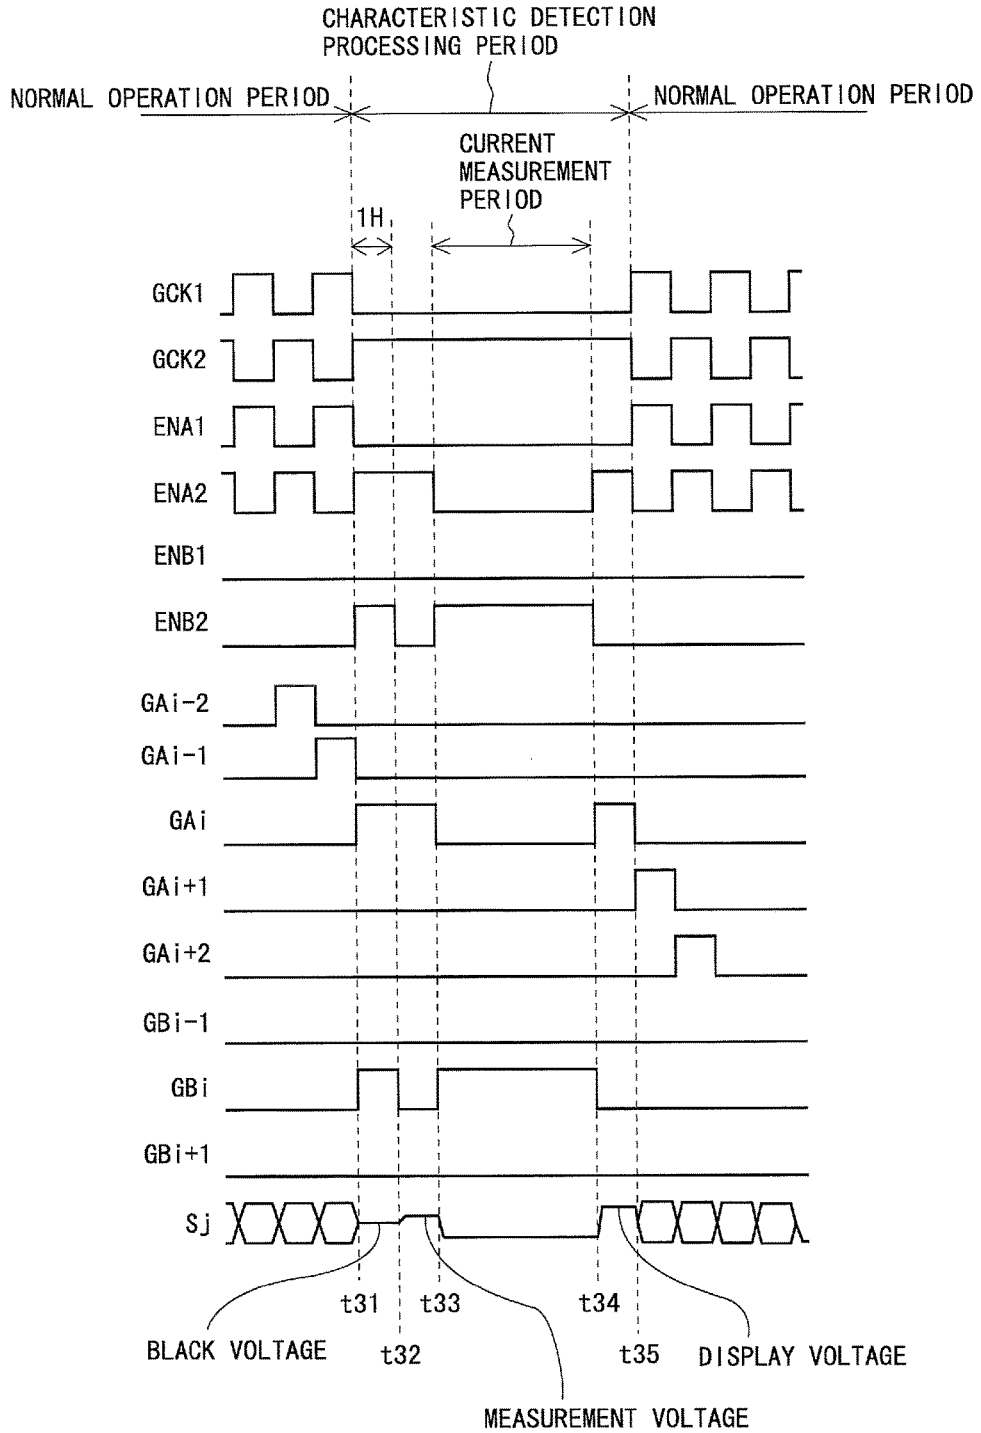 CHARACTERISTIC DETECTION
PROCESSING PERIOD
NORMAL OPERATION PERIOD
NORMAL OPERATION PERIOD
CURRENT
MEASUREMENT
PERIOD
1H
GCK1
GCK2
ENA1
ENA2
ENB1
ENB2
GAi-2
GAi-1
GAi
GAi+1
GAi+2
GBi-1
GBi
GBi+1
Sj
t31
t33
t34
BLACK VOLTAGE
t32
t35
DISPLAY VOLTAGE
MEASUREMENT VOLTAGE